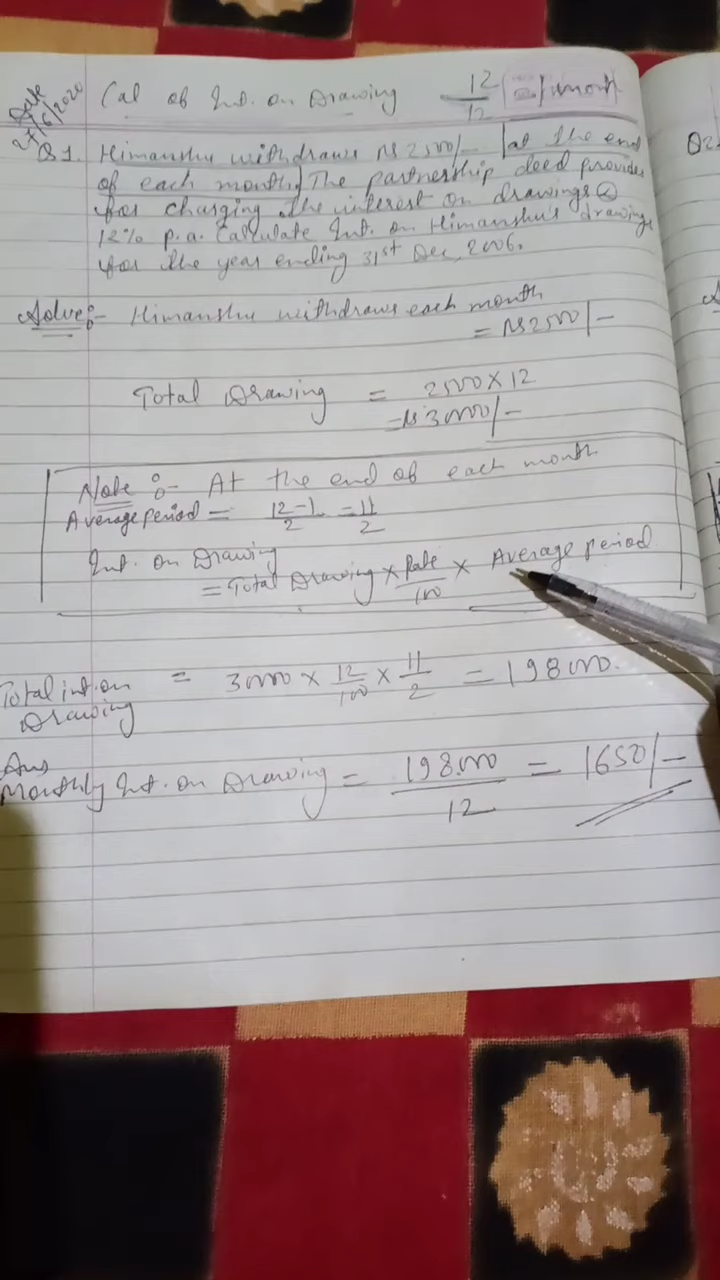 Date
27/6/2020
Cal of Int. on Drawing 12/12 month
Q1. Himanshu withdraws Rs 2500/- at the end
of each month. The partnership deed provides
for charging the interest on drawings @
12% p.a. Calculate Int. on Himanshu's drawings
for the year ending 31st Dec, 2006.
Solve:- Himanshu withdraws each month
= Rs 2500/-
Total Drawing = 2500 × 12
= Rs 30000/-
Note :- At the end of each month
Average period = 12-1/2 = 11/2
Int. on Drawing
= Total Drawing × Rate/100 × Average period
Total int on Drawing = 30000 × 12/100 × 11/2 = 19800.
Ans
Monthly Int. on Drawing = 19800/12 = 1650/-
Q2